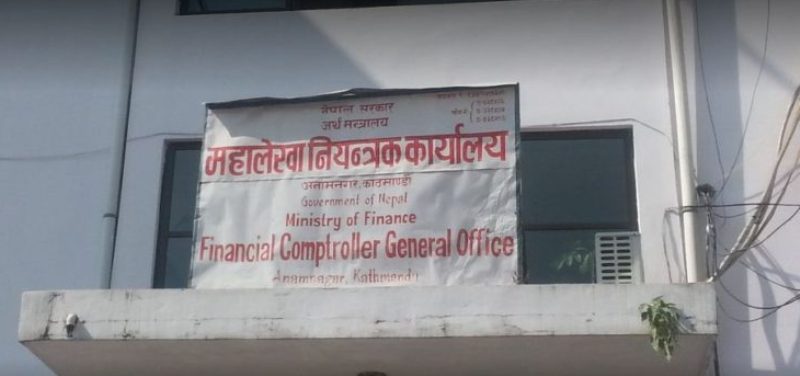 नेपाल सरकार
अर्थ मन्त्रालय
महालेखा नियन्त्रक कार्यालय
अनामनगर, काठमाण्डौ
Government of Nepal
Ministry of Finance
Financial Comptroller General Office
Anamnagar, Kathmandu